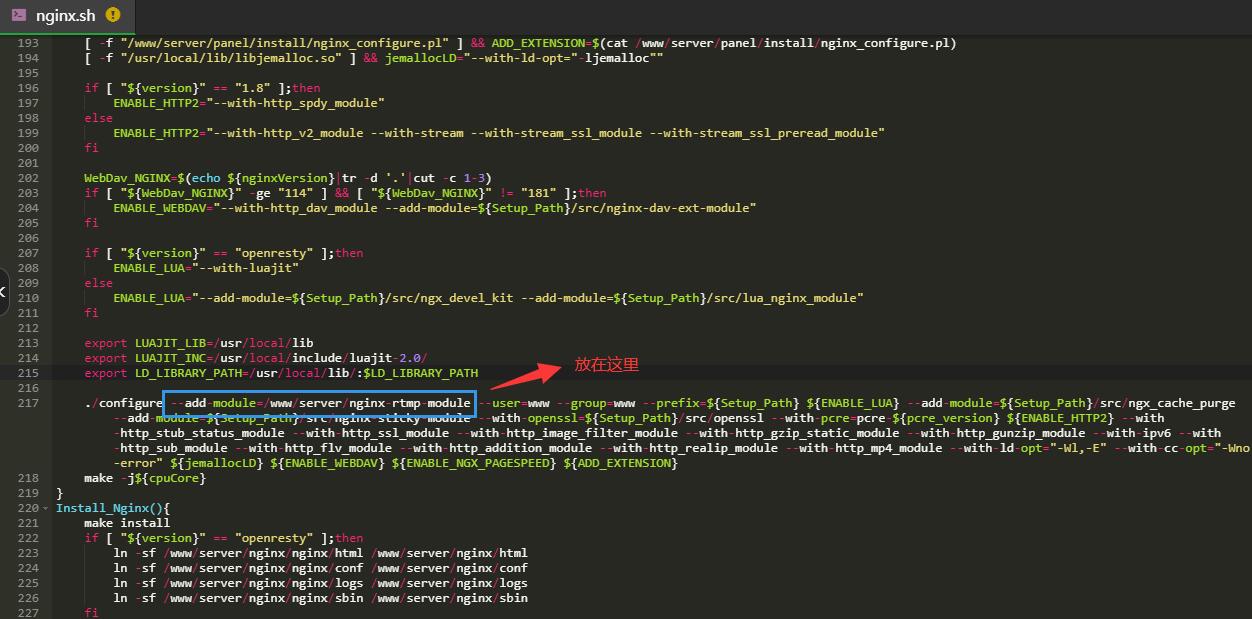 nginx.sh
193 [ -f "/www/server/panel/install/nginx_configure.pl" ] && ADD_EXTENSION=$(cat /www/server/panel/install/nginx_configure.pl)
194 [ -f "/usr/local/lib/libjemalloc.so" ] && jemallocLD="--with-ld-opt="-ljemalloc""
195
196 if [ "${version}" == "1.8" ];then
197 ENABLE_HTTP2="--with-http_spdy_module"
198 else
199 ENABLE_HTTP2="--with-http_v2_module --with-stream --with-stream_ssl_module --with-stream_ssl_preread_module"
200 fi
201
202 WebDav_NGINX=$(echo ${nginxVersion}|tr -d '.'|cut -c 1-3)
203 if [ "${WebDav_NGINX}" -ge "114" ] && [ "${WebDav_NGINX}" != "181" ];then
204 ENABLE_WEBDAV="--with-http_dav_module --add-module=${Setup_Path}/src/nginx-dav-ext-module"
205 fi
206
207 if [ "${version}" == "openresty" ];then
208 ENABLE_LUA="--with-luajit"
209 else
210 ENABLE_LUA="--add-module=${Setup_Path}/src/ngx_devel_kit --add-module=${Setup_Path}/src/lua_nginx_module"
211 fi
212
213 export LUAJIT_LIB=/usr/local/lib
214 export LUAJIT_INC=/usr/local/include/luajit-2.0/
215 export LD_LIBRARY_PATH=/usr/local/lib/:$LD_LIBRARY_PATH
放在这里
216
217 ./configure --add-module=/www/server/nginx-rtmp-module --user=www --group=www --prefix=${Setup_Path} ${ENABLE_LUA} --add-module=${Setup_Path}/src/ngx_cache_purge
--add-module=${Setup_Path}/src/nginx-sticky-module --with-openssl=${Setup_Path}/src/openssl --with-pcre=pcre-${pcre_version} ${ENABLE_HTTP2} --with
-http_stub_status_module --with-http_ssl_module --with-http_image_filter_module --with-http_gzip_static_module --with-http_gunzip_module --with-ipv6 --with
-http_sub_module --with-http_flv_module --with-http_addition_module --with-http_realip_module --with-http_mp4_module --with-ld-opt="-Wl,-E" --with-cc-opt="-Wno
-error" ${jemallocLD} ${ENABLE_WEBDAV} ${ENABLE_NGX_PAGESPEED} ${ADD_EXTENSION}
218 make -j${cpuCore}
219 }
220 Install_Nginx(){
221 make install
222 if [ "${version}" == "openresty" ];then
223 ln -sf /www/server/nginx/nginx/html /www/server/nginx/html
224 ln -sf /www/server/nginx/nginx/conf /www/server/nginx/conf
225 ln -sf /www/server/nginx/nginx/logs /www/server/nginx/logs
226 ln -sf /www/server/nginx/nginx/sbin /www/server/nginx/sbin
227 fi